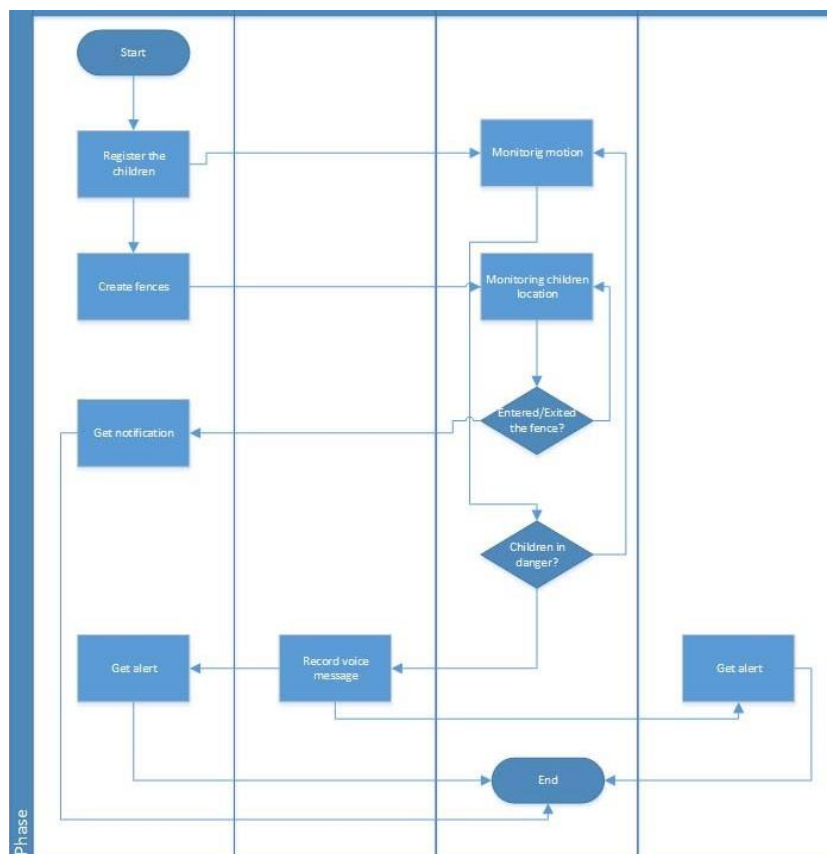 Start
Register the
children
Monitorig motion
Create fences
Monitoring children
location
Get notification
Entered/Exited
the fence?
Children in
danger?
Get alert
Record voice
message
Get alert
End
Phase